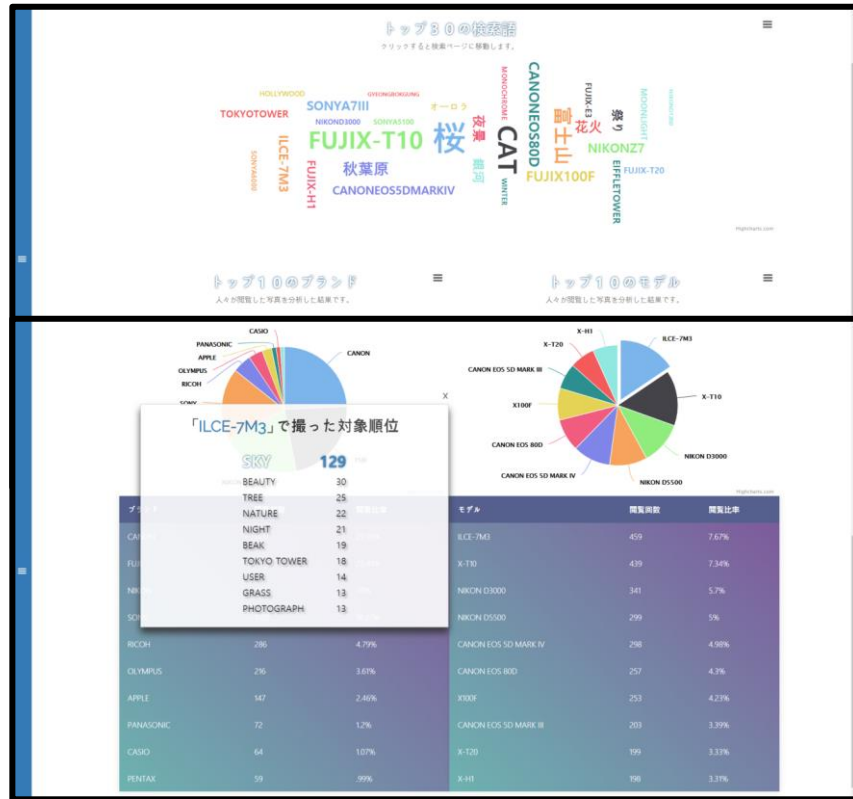 トップ30の検索語
クリックすると検索ページに移動します。
HOLLYWOOD
GYEONGBOKGUNG
TOKYOTOWER
SONYA7III
オーロラ
NIKOND3000
SONYA5100
FUJIX-T10
桜
夜景
MONOCHROME
CAT
CANONEOS80D
富士山
花火
FUJIX-E3
祭り
MOONLIGHT
NIKONZ7
SONYA6000
ILCE-7M3
FUJIX-H1
秋葉原
CANONEOS5DMARKIV
銀河
WINTER
FUJIX100F
EIFFLETOWER
FUJIX-T20
Highcharts.com
トップ10のブランド
人々が閲覧した写真を分析した結果です。
トップ10のモデル
人々が閲覧した写真を分析した結果です。
CASIO
PANASONIC
APPLE
OLYMPUS
RICOH
SONY
CANON
X-H1
X-T20
CANON EOS 5D MARK III
X100F
CANON EOS 80D
CANON EOS 5D MARK IV
ILCE-7M3
X-T10
NIKON D3000
NIKON D5500
Highcharts.com
X
「ILCE-7M3」で撮った対象順位
SKY 129
BEAUTY 30
TREE 25
NATURE 22
NIGHT 21
BEAK 19
TOKYO TOWER 18
USER 14
GRASS 13
PHOTOGRAPH 13
RICOH 286 4.79%
OLYMPUS 216 3.61%
APPLE 147 2.46%
PANASONIC 72 1.2%
CASIO 64 1.07%
PENTAX 59 .99%
モデル 閲覧回数 閲覧比率
ILCE-7M3 459 7.67%
X-T10 439 7.34%
NIKON D3000 341 5.7%
NIKON D5500 299 5%
CANON EOS 5D MARK IV 298 4.98%
CANON EOS 80D 257 4.3%
X100F 253 4.23%
CANON EOS 5D MARK III 203 3.39%
X-T20 199 3.33%
X-H1 198 3.31%